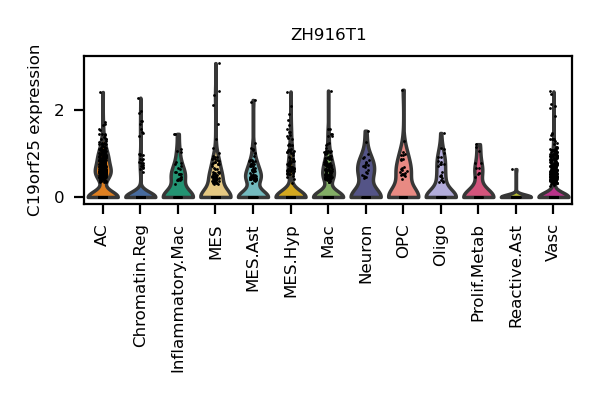 ZH916T1
C19orf25 expression
2
0
AC
Chromatin.Reg
Inflammatory.Mac
MES
MES.Ast
MES.Hyp
Mac
Neuron
OPC
Oligo
Prolif.Metab
Reactive.Ast
Vasc